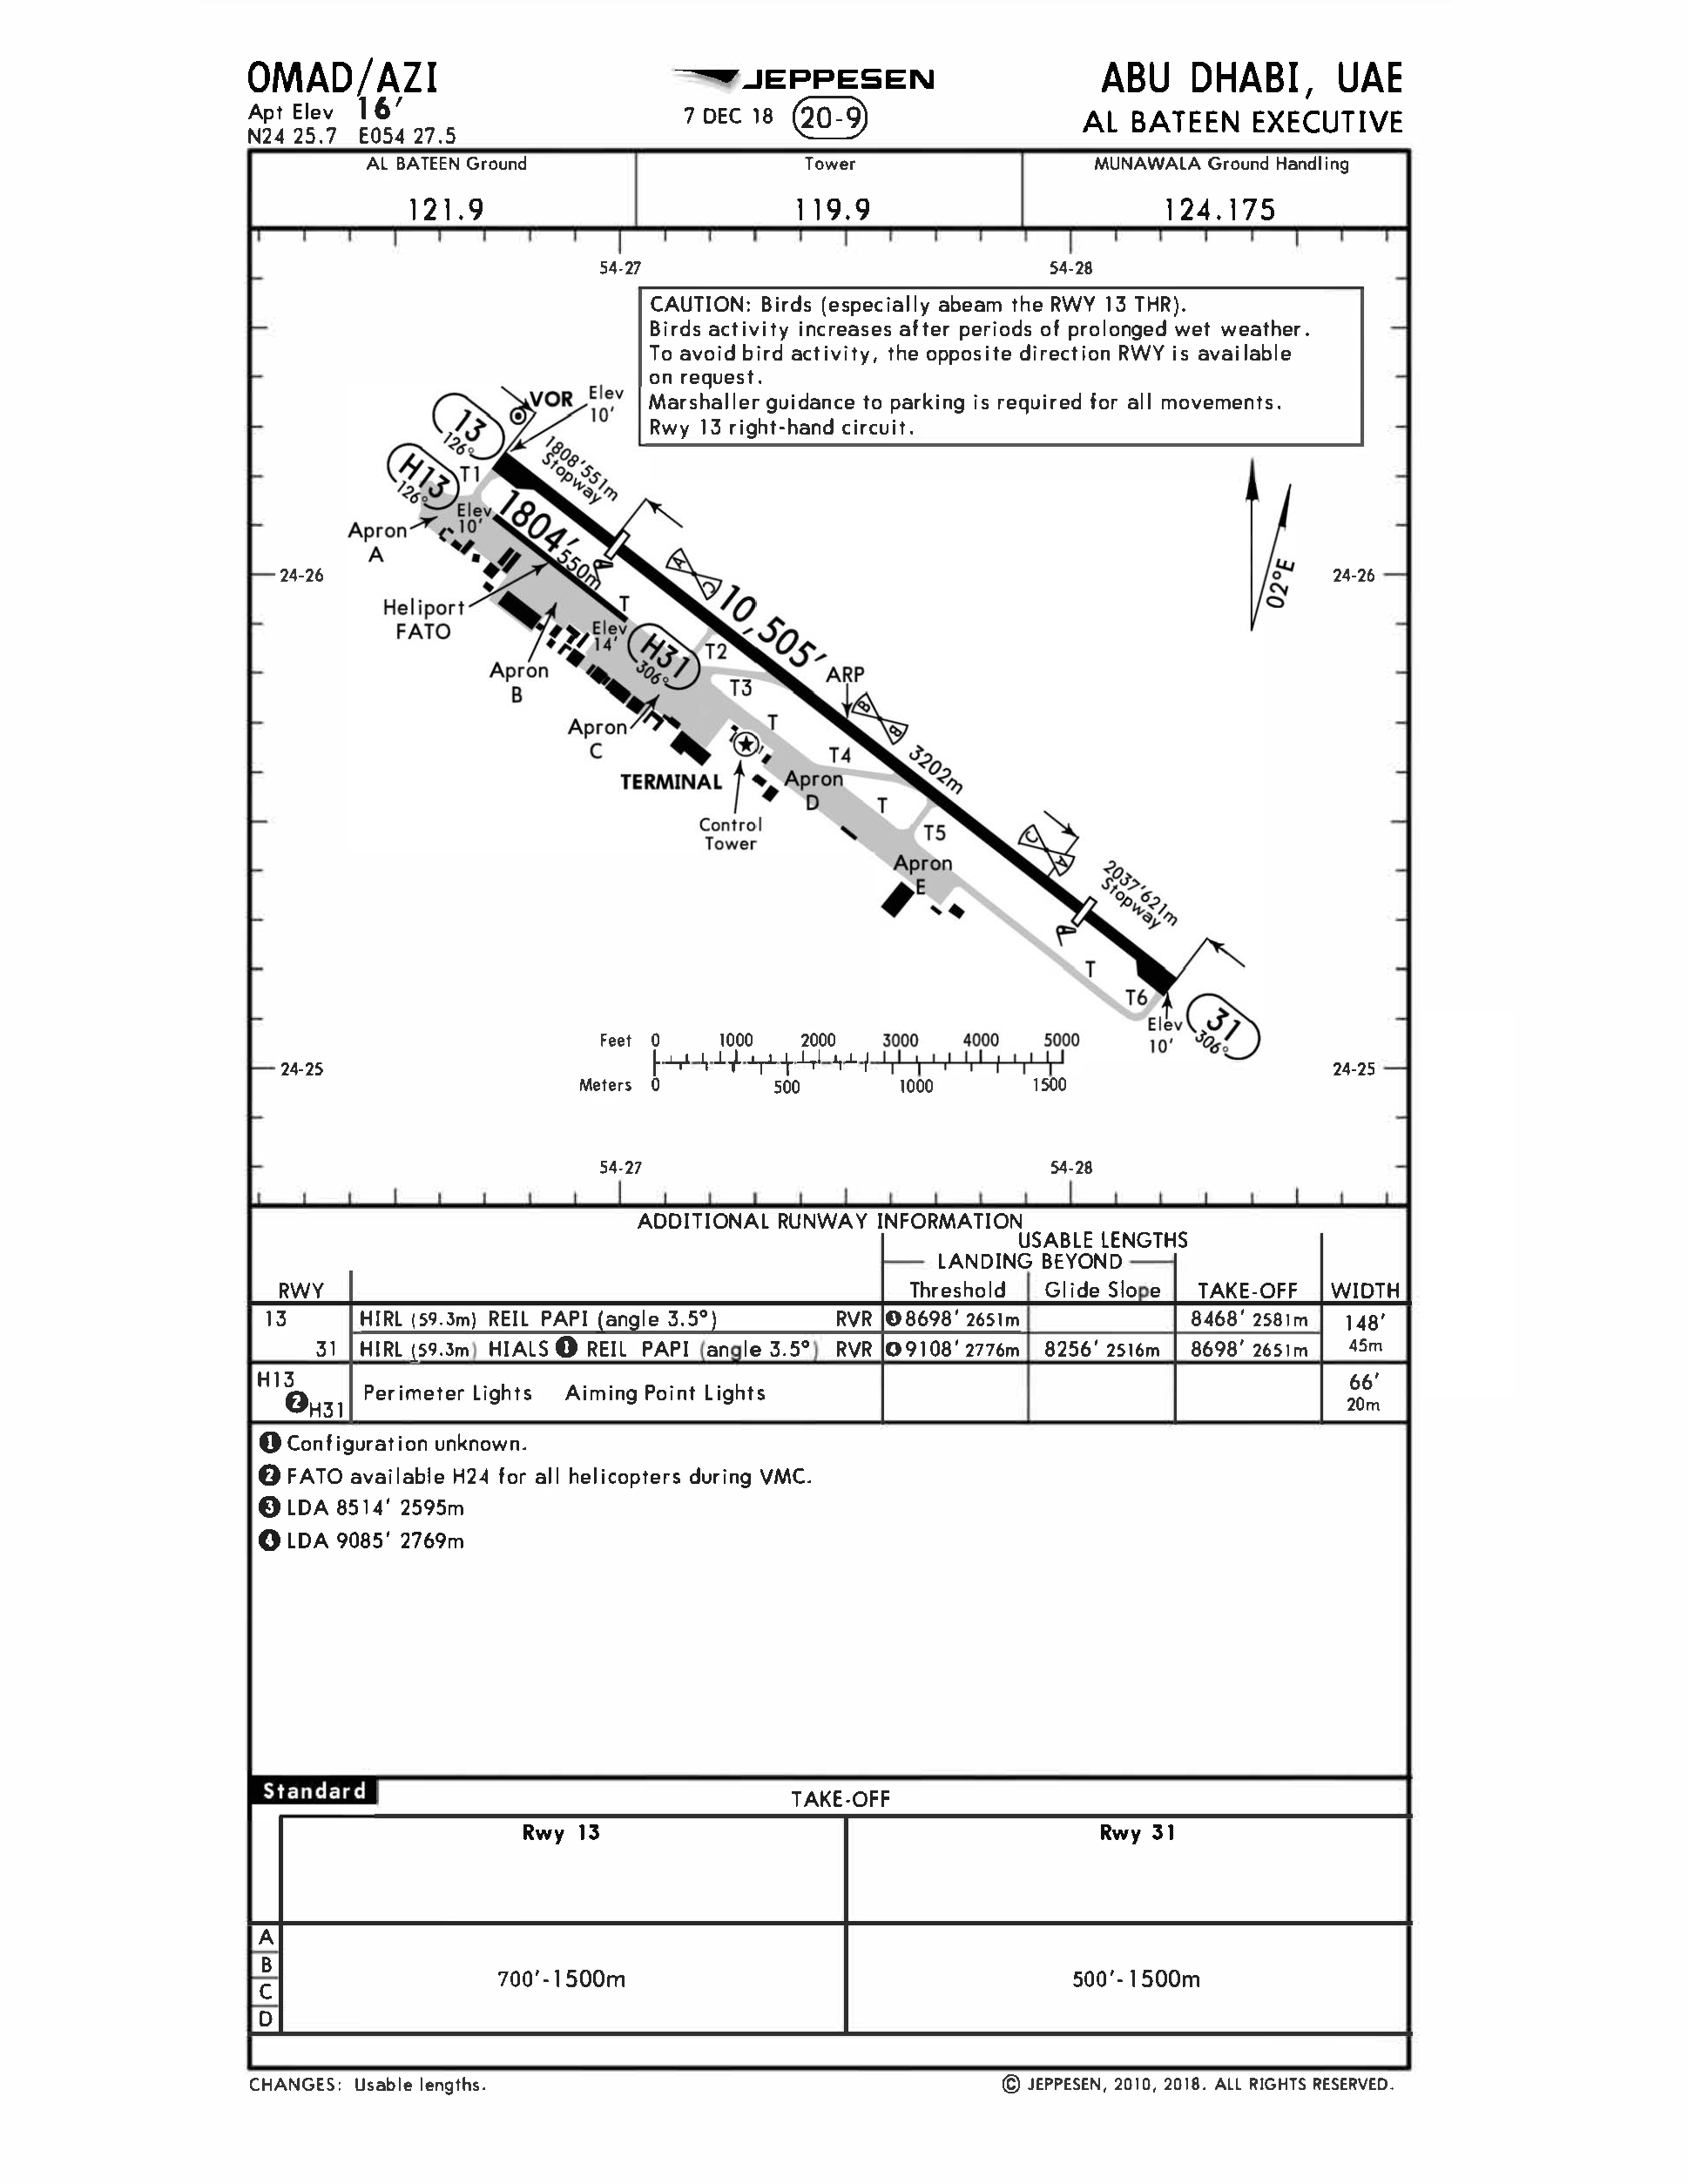 OMAD/AZI
Apt Elev 16'
N24 25.7 E054 27.5
JEPPESEN
7 DEC 18 20-9
ABU DHABI, UAE
AL BATEEN EXECUTIVE
AL BATEEN Ground
121.9
Tower
119.9
MUNAWALA Ground Handling
124.175
54-27
54-28
CAUTION: Birds (especially abeam the RWY 13 THR).
Birds activity increases after periods of prolonged wet weather.
To avoid bird activity, the opposite direction RWY is available
on request.
Marshaller guidance to parking is required for all movements.
Rwy 13 right-hand circuit.
VOR
Elev
10'
13
126°
1808'551m
Stopway
H13
126°
T1
Elev
10'
1804'
550m
Apron
A
24-26
24-26
02°E
A
C
10,505'
Heliport
FATO
A
T
Elev
14'
H31
306°
T2
T3
ARP
B
B
Apron
B
T
3202m
Apron
C
T4
TERMINAL
Apron
D
T
Control
Tower
T5
C
A
2037'621m
Stopway
Apron
E
A
T
T6
Elev
10'
31
306°
Feet 0 1000 2000 3000 4000 5000
Meters 0 500 1000 1500
24-25
24-25
54-27
54-28
ADDITIONAL RUNWAY INFORMATION
USABLE LENGTHS
LANDING BEYOND
RWY Threshold Glide Slope TAKE-OFF WIDTH
13 HIRL (59.3m) REIL PAPI (angle 3.5°) RVR ❸8698' 2651m 8468' 2581m 148'
31 HIRL (59.3m) HIALS ❶ REIL PAPI (angle 3.5°) RVR ❹9108' 2776m 8256' 2516m 8698' 2651m 45m
H13
❷H31
Perimeter Lights Aiming Point Lights
66'
20m
❶ Configuration unknown.
❷ FATO available H24 for all helicopters during VMC.
❸ LDA 8514' 2595m
❹ LDA 9085' 2769m
Standard
TAKE-OFF
Rwy 13
Rwy 31
A
B
C
D
700'-1500m
500'-1500m
CHANGES: Usable lengths.
© JEPPESEN, 2010, 2018. ALL RIGHTS RESERVED.